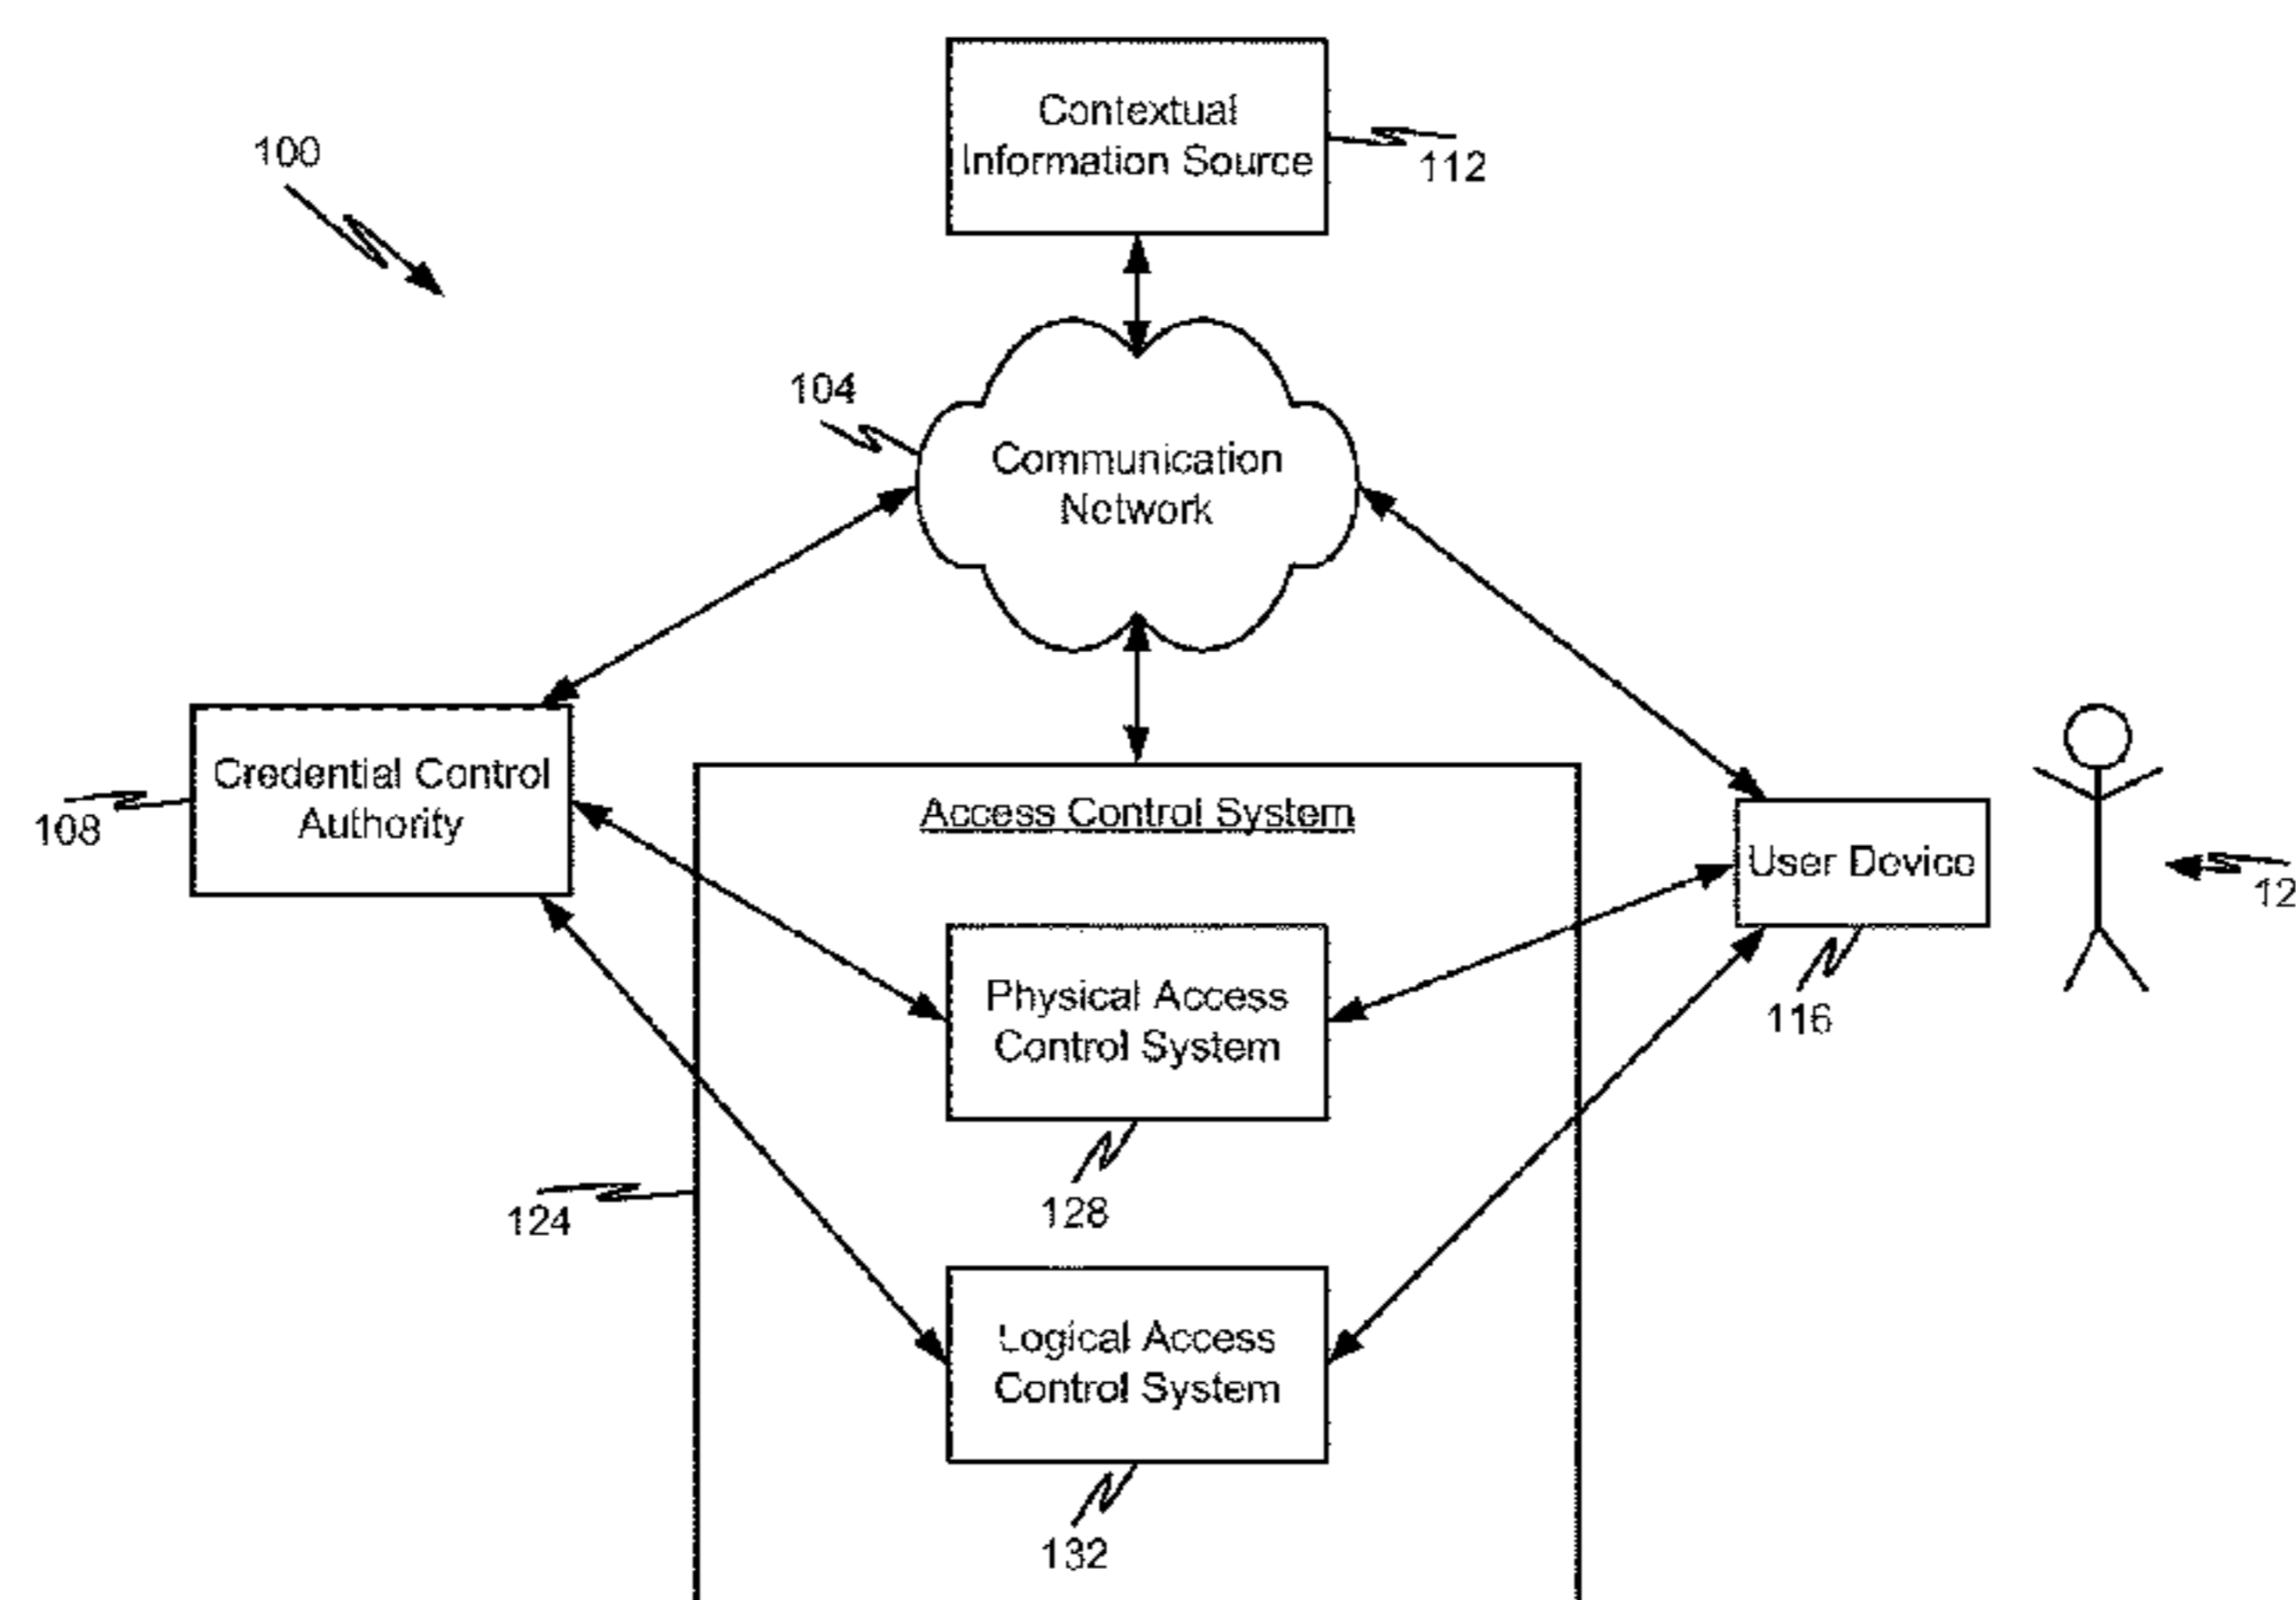 Contextual
Information Source
100
112
104
Communication
Network
Credential Control
Authority
108
Access Control System
User Device
12
116
Physical Access
Control System
124
128
Logical Access
Control System
132